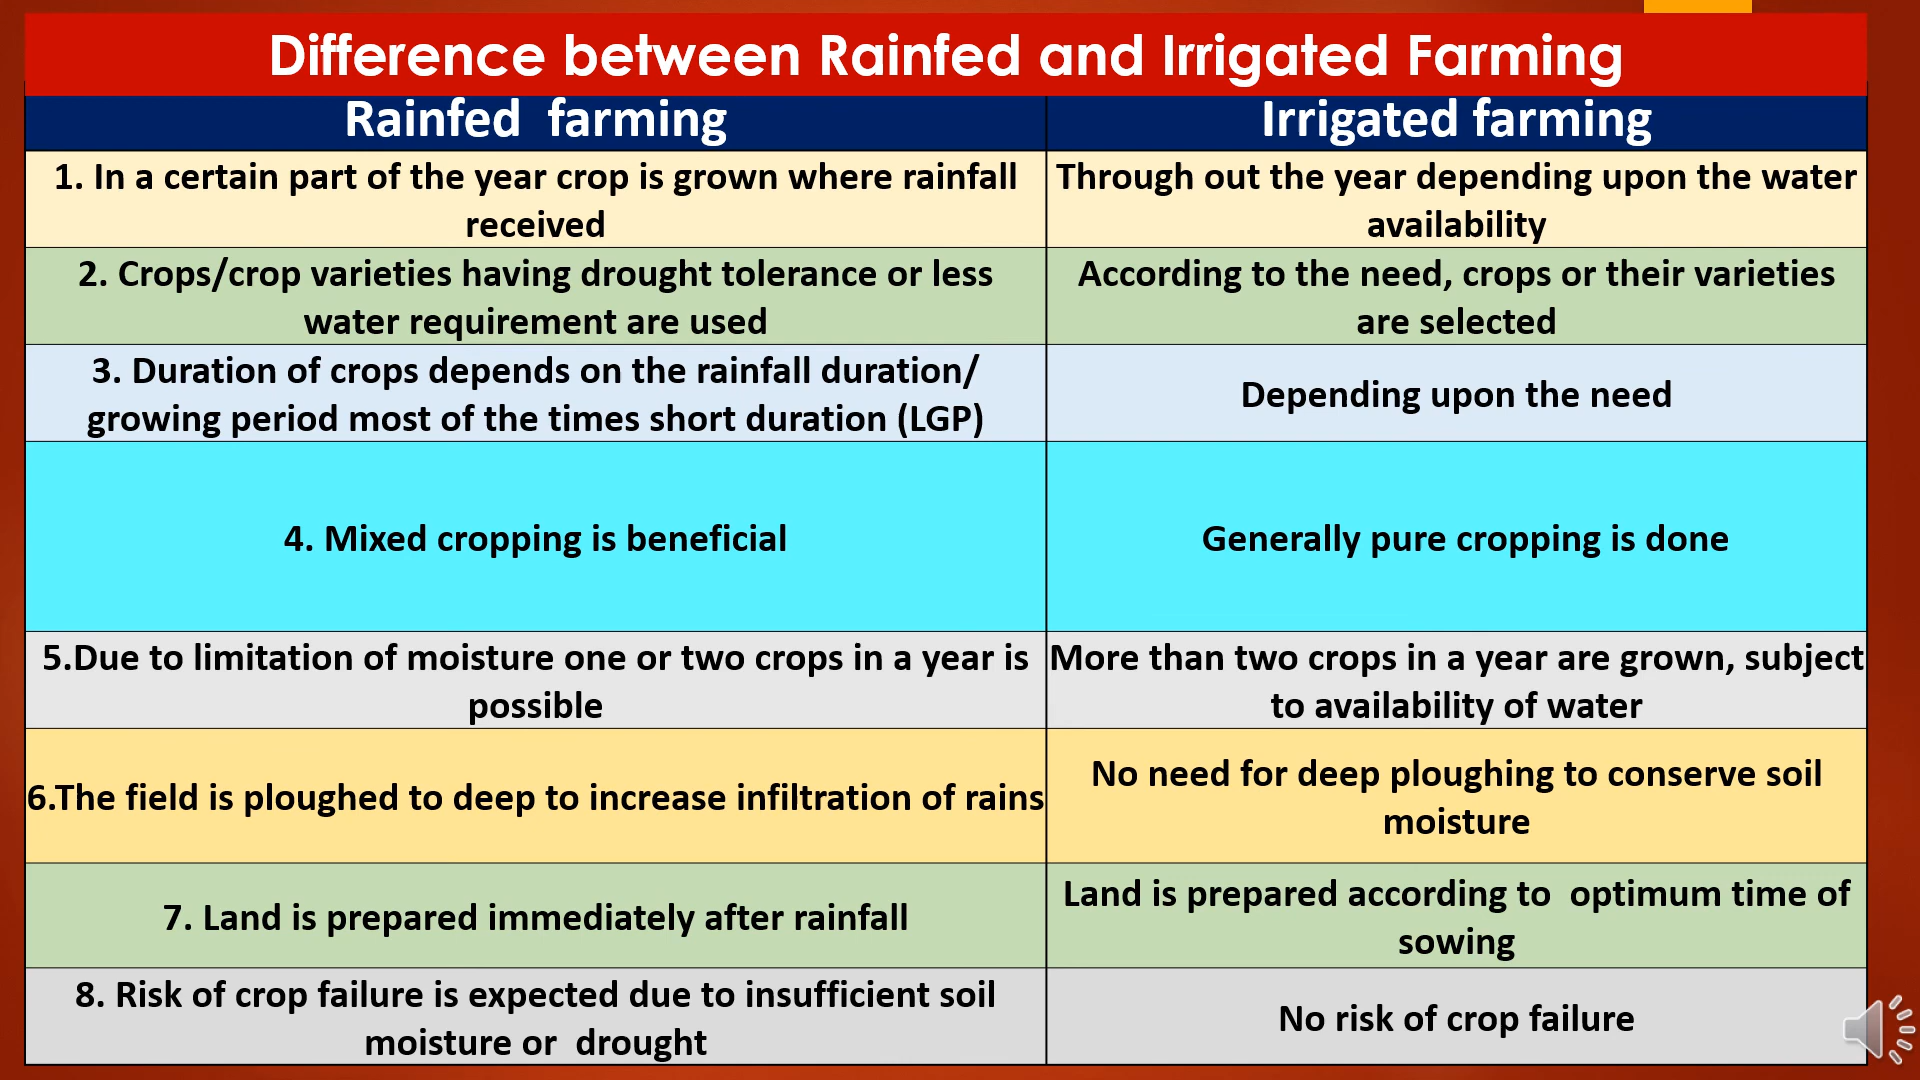 Difference between Rainfed and Irrigated Farming
Rainfed farming
Irrigated farming
1. In a certain part of the year crop is grown where rainfall
received
Through out the year depending upon the water
availability
2. Crops/crop varieties having drought tolerance or less
water requirement are used
According to the need, crops or their varieties
are selected
3. Duration of crops depends on the rainfall duration/
growing period most of the times short duration (LGP)
Depending upon the need
4. Mixed cropping is beneficial
Generally pure cropping is done
5.Due to limitation of moisture one or two crops in a year is
possible
More than two crops in a year are grown, subject
to availability of water
6.The field is ploughed to deep to increase infiltration of rains
No need for deep ploughing to conserve soil
moisture
7. Land is prepared immediately after rainfall
Land is prepared according to optimum time of
sowing
8. Risk of crop failure is expected due to insufficient soil
moisture or drought
No risk of crop failure